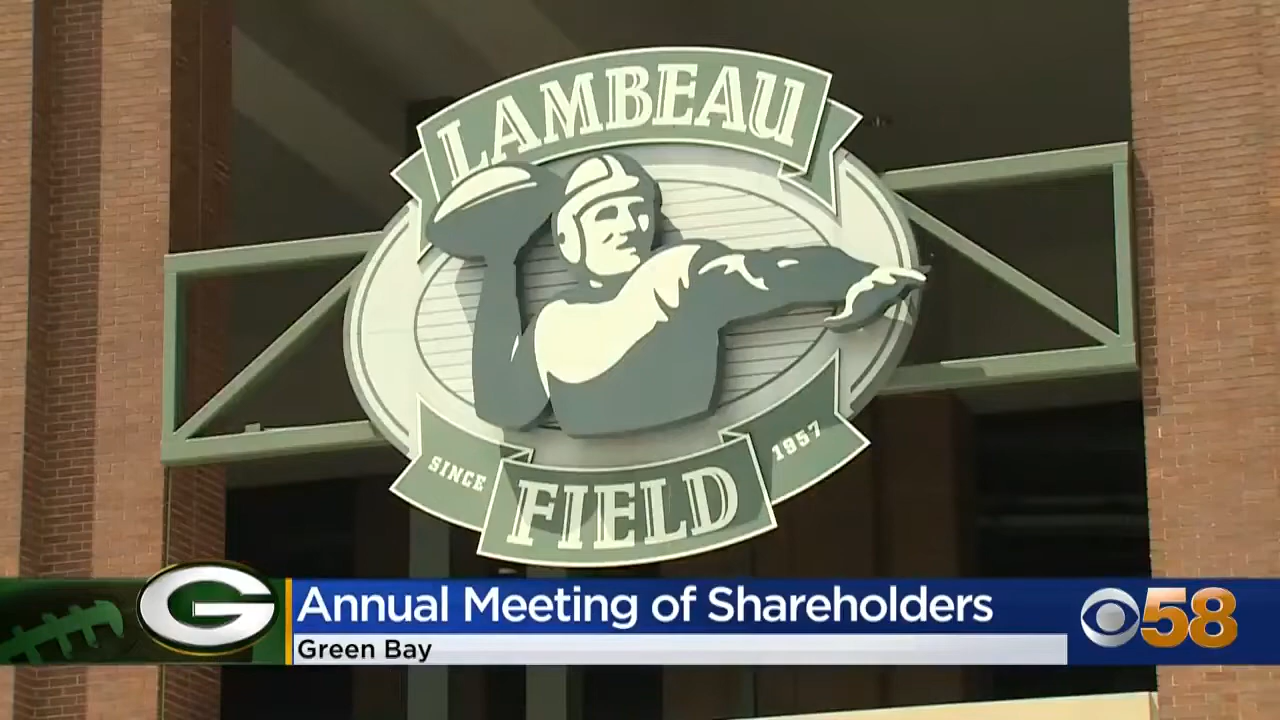 LAMBEAU
SINCE
1957
FIELD
G
Annual Meeting of Shareholders
Green Bay
58